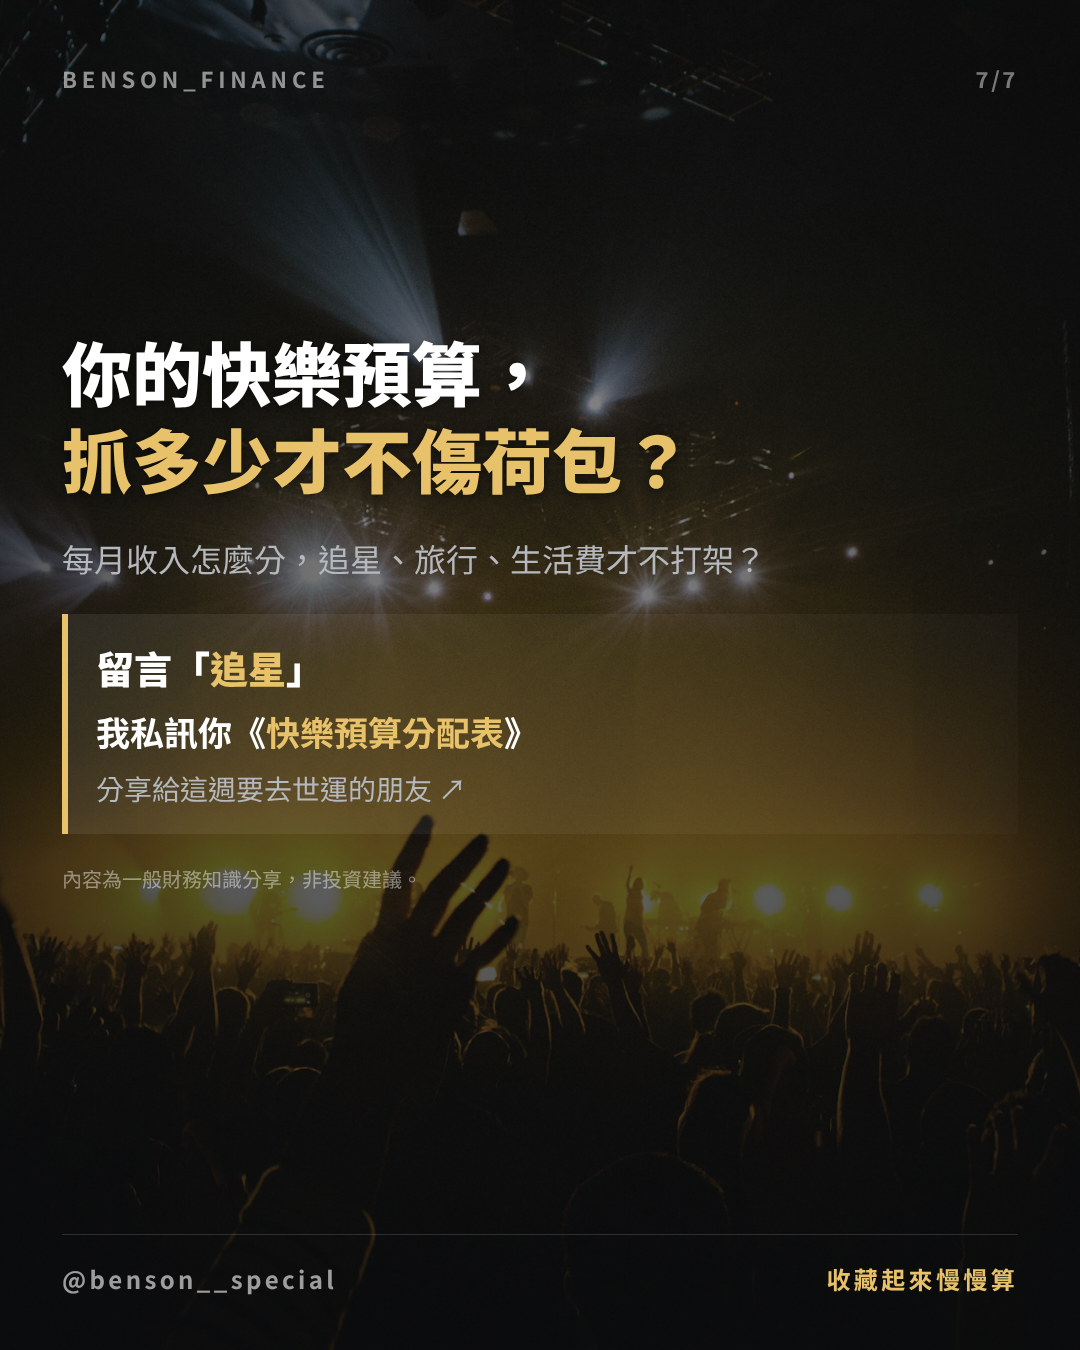 BENSON_FINANCE
7/7
你的快樂預算，
抓多少才不傷荷包？
每月收入怎麼分，追星、旅行、生活費才不打架？
留言「追星」
我私訊你《快樂預算分配表》
分享給這週要去世運的朋友 ↗
內容為一般財務知識分享，非投資建議。
@benson__special
收藏起來慢慢算